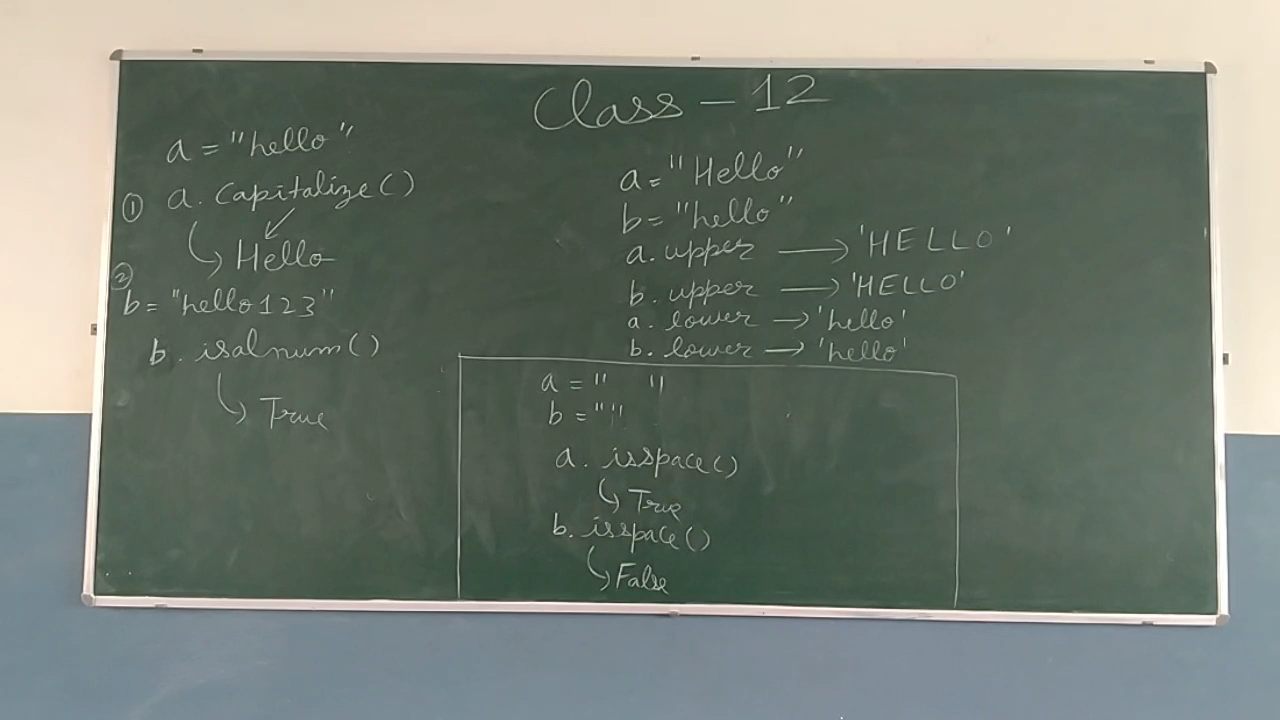 Class - 12
a = "hello"
① a. Capitalize()
Hello
②
b = "hello123"
b. isalnum()
True
a = "Hello"
b = "hello"
a. upper → 'HELLO'
b. upper → 'HELLO'
a. lower → 'hello'
b. lower → 'hello'
a = " "
b = ""
a. isspace()
True
b. isspace()
False